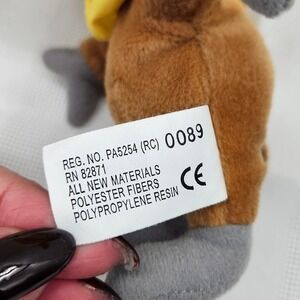 REG. NO. PA5254 (RC) 0089
RN 82871
ALL NEW MATERIALS
POLYESTER FIBERS
POLYPROPYLENE RESIN CE